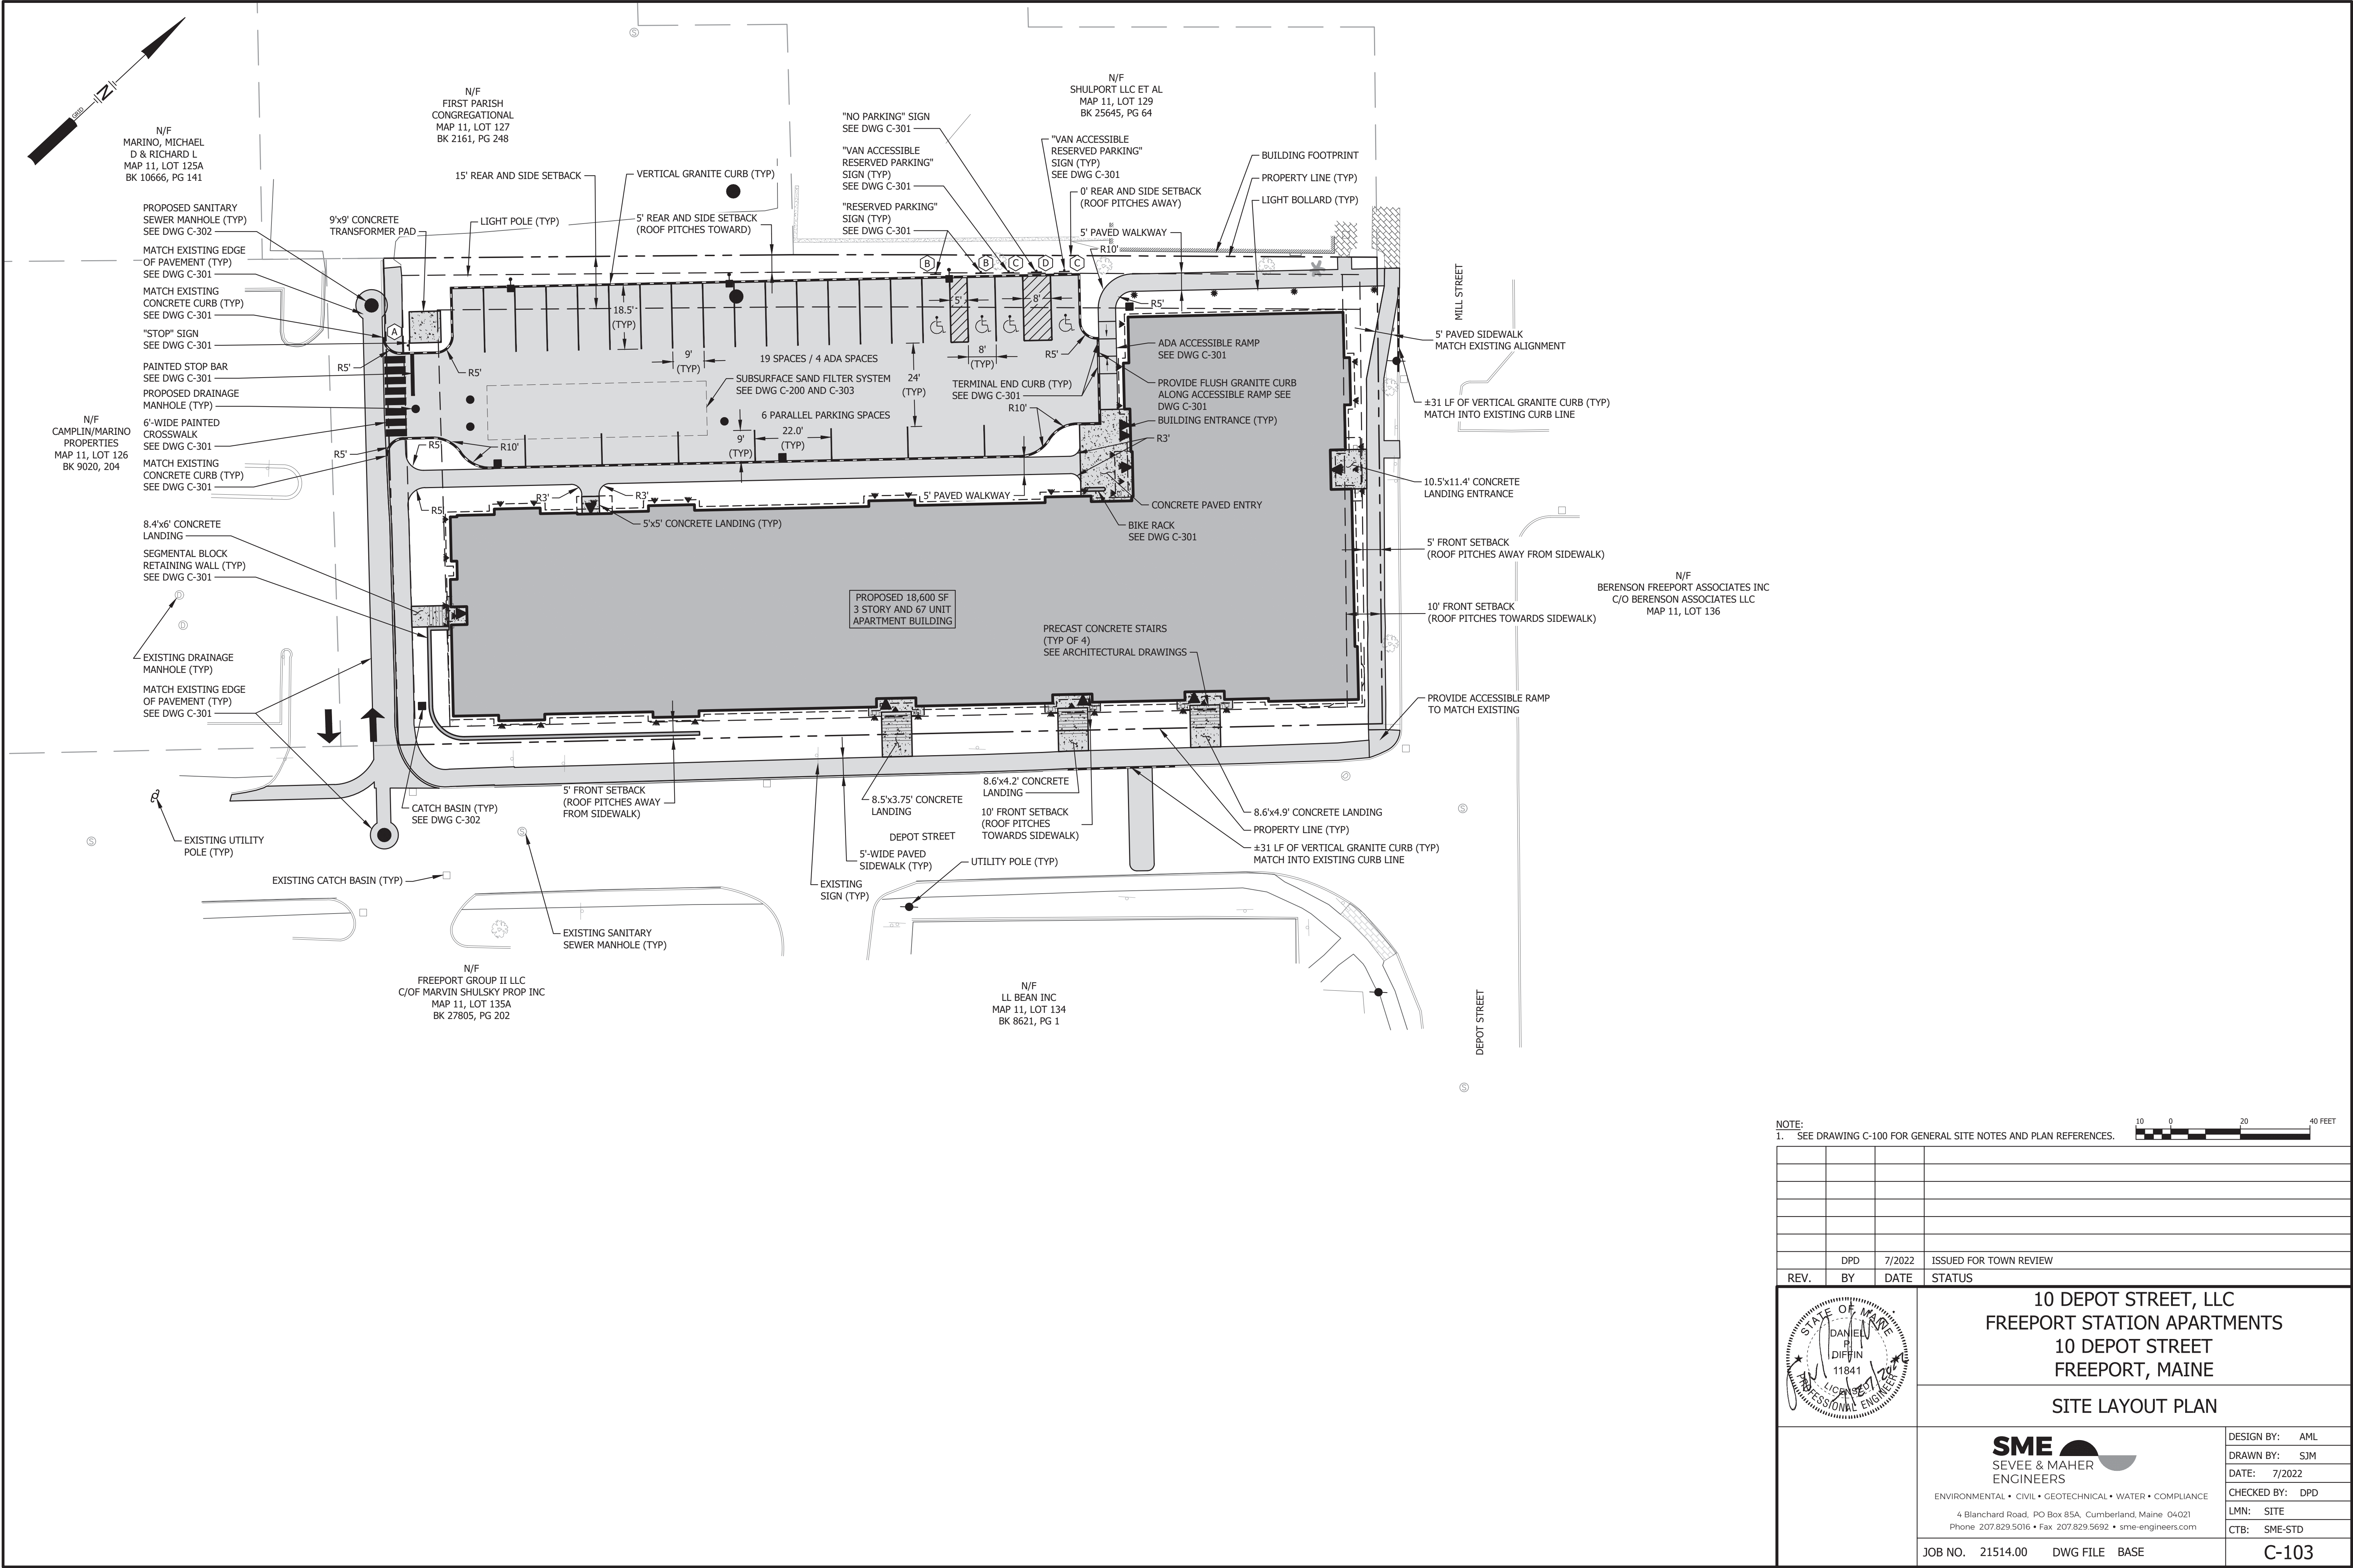 GRID
N
N/F
MARINO, MICHAEL
D & RICHARD L
MAP 11, LOT 125A
BK 10666, PG 141
N/F
FIRST PARISH
CONGREGATIONAL
MAP 11, LOT 127
BK 2161, PG 248
N/F
SHULPORT LLC ET AL
MAP 11, LOT 129
BK 25645, PG 64
"NO PARKING" SIGN
SEE DWG C-301
"VAN ACCESSIBLE
RESERVED PARKING"
SIGN (TYP)
SEE DWG C-301
"RESERVED PARKING"
SIGN (TYP)
SEE DWG C-301
"VAN ACCESSIBLE
RESERVED PARKING"
SIGN (TYP)
SEE DWG C-301
0' REAR AND SIDE SETBACK
(ROOF PITCHES AWAY)
5' PAVED WALKWAY
R10'
BUILDING FOOTPRINT
PROPERTY LINE (TYP)
LIGHT BOLLARD (TYP)
15' REAR AND SIDE SETBACK
VERTICAL GRANITE CURB (TYP)
LIGHT POLE (TYP)
5' REAR AND SIDE SETBACK
(ROOF PITCHES TOWARD)
9'x9' CONCRETE
TRANSFORMER PAD
PROPOSED SANITARY
SEWER MANHOLE (TYP)
SEE DWG C-302
MATCH EXISTING EDGE
OF PAVEMENT (TYP)
SEE DWG C-301
MATCH EXISTING
CONCRETE CURB (TYP)
SEE DWG C-301
"STOP" SIGN
SEE DWG C-301
PAINTED STOP BAR
SEE DWG C-301
PROPOSED DRAINAGE
MANHOLE (TYP)
6'-WIDE PAINTED
CROSSWALK
SEE DWG C-301
MATCH EXISTING
CONCRETE CURB (TYP)
SEE DWG C-301
N/F
CAMPLIN/MARINO
PROPERTIES
MAP 11, LOT 126
BK 9020, 204
8.4'x6' CONCRETE
LANDING
SEGMENTAL BLOCK
RETAINING WALL (TYP)
SEE DWG C-301
EXISTING DRAINAGE
MANHOLE (TYP)
MATCH EXISTING EDGE
OF PAVEMENT (TYP)
SEE DWG C-301
A
B
B
C
D
C
R5'
R5'
R5'
R5'
R10'
R5'
18.5'
(TYP)
9'
(TYP)
19 SPACES / 4 ADA SPACES
SUBSURFACE SAND FILTER SYSTEM
SEE DWG C-200 AND C-303
6 PARALLEL PARKING SPACES
9'
(TYP)
22.0'
(TYP)
24'
(TYP)
5'
8'
8'
(TYP)
R5'
R5'
TERMINAL END CURB (TYP)
SEE DWG C-301
R10'
ADA ACCESSIBLE RAMP
SEE DWG C-301
PROVIDE FLUSH GRANITE CURB
ALONG ACCESSIBLE RAMP SEE
DWG C-301
BUILDING ENTRANCE (TYP)
R3'
R3'
R3'
5' PAVED WALKWAY
5'x5' CONCRETE LANDING (TYP)
CONCRETE PAVED ENTRY
BIKE RACK
SEE DWG C-301
MILL STREET
5' PAVED SIDEWALK
MATCH EXISTING ALIGNMENT
±31 LF OF VERTICAL GRANITE CURB (TYP)
MATCH INTO EXISTING CURB LINE
10.5'x11.4' CONCRETE
LANDING ENTRANCE
5' FRONT SETBACK
(ROOF PITCHES AWAY FROM SIDEWALK)
N/F
BERENSON FREEPORT ASSOCIATES INC
C/O BERENSON ASSOCIATES LLC
MAP 11, LOT 136
10' FRONT SETBACK
(ROOF PITCHES TOWARDS SIDEWALK)
PROVIDE ACCESSIBLE RAMP
TO MATCH EXISTING
PROPOSED 18,600 SF
3 STORY AND 67 UNIT
APARTMENT BUILDING
PRECAST CONCRETE STAIRS
(TYP OF 4)
SEE ARCHITECTURAL DRAWINGS
EXISTING UTILITY
POLE (TYP)
CATCH BASIN (TYP)
SEE DWG C-302
5' FRONT SETBACK
(ROOF PITCHES AWAY
FROM SIDEWALK)
8.5'x3.75' CONCRETE
LANDING
8.6'x4.2' CONCRETE
LANDING
10' FRONT SETBACK
(ROOF PITCHES
TOWARDS SIDEWALK)
8.6'x4.9' CONCRETE LANDING
PROPERTY LINE (TYP)
±31 LF OF VERTICAL GRANITE CURB (TYP)
MATCH INTO EXISTING CURB LINE
DEPOT STREET
5'-WIDE PAVED
SIDEWALK (TYP)
UTILITY POLE (TYP)
EXISTING
SIGN (TYP)
EXISTING CATCH BASIN (TYP)
EXISTING SANITARY
SEWER MANHOLE (TYP)
N/F
FREEPORT GROUP II LLC
C/OF MARVIN SHULSKY PROP INC
MAP 11, LOT 135A
BK 27805, PG 202
N/F
LL BEAN INC
MAP 11, LOT 134
BK 8621, PG 1
DEPOT STREET
NOTE:
1. SEE DRAWING C-100 FOR GENERAL SITE NOTES AND PLAN REFERENCES.
10 0 20 40 FEET
DPD 7/2022 ISSUED FOR TOWN REVIEW
REV. BY DATE STATUS
STATE OF MAINE
DANIEL
P.
DIFFIN
11841
LICENSED
PROFESSIONAL ENGINEER
10 DEPOT STREET, LLC
FREEPORT STATION APARTMENTS
10 DEPOT STREET
FREEPORT, MAINE
SITE LAYOUT PLAN
SME
SEVEE & MAHER
ENGINEERS
ENVIRONMENTAL • CIVIL • GEOTECHNICAL • WATER • COMPLIANCE
4 Blanchard Road, PO Box 85A, Cumberland, Maine 04021
Phone 207.829.5016 • Fax 207.829.5692 • sme-engineers.com
DESIGN BY: AML
DRAWN BY: SJM
DATE: 7/2022
CHECKED BY: DPD
LMN: SITE
CTB: SME-STD
JOB NO. 21514.00 DWG FILE BASE
C-103